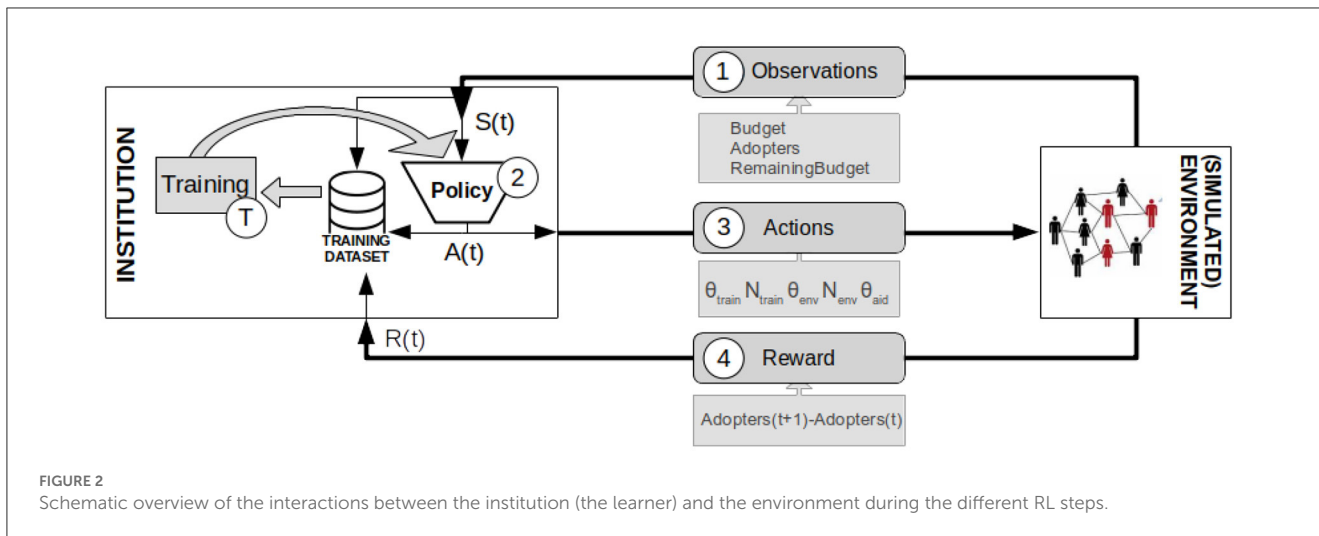 1 Observations
Budget
Adopters
RemainingBudget
INSTITUTION
Training
T
TRAINING
DATASET
S(t)
Policy 2
A(t)
R(t)
3 Actions
θtrain Ntrain θenv Nenv θaid
4 Reward
Adopters(t+1)-Adopters(t)
(SIMULATED)
ENVIRONMENT
FIGURE 2
Schematic overview of the interactions between the institution (the learner) and the environment during the different RL steps.